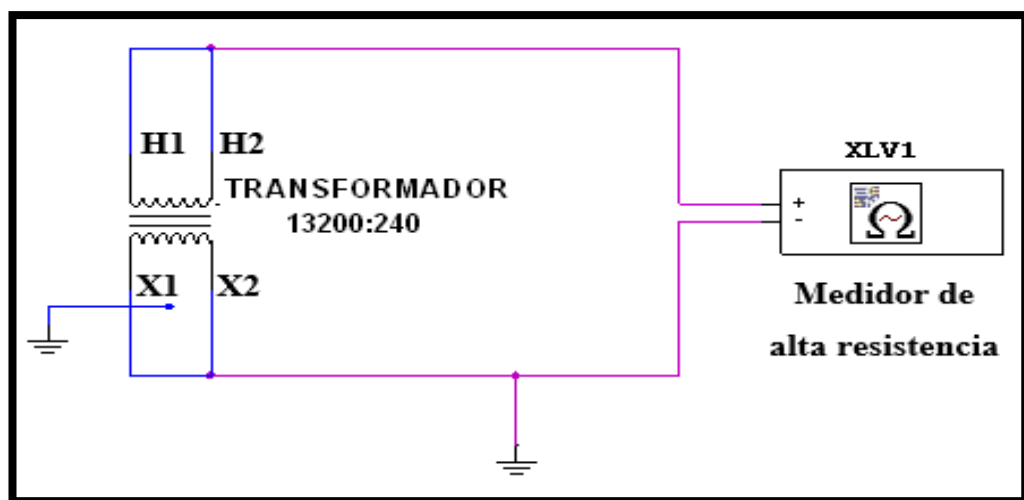 H1 H2
XLV1
TRANSFORMADOR
13200:240
+
-
X1 X2
Medidor de
alta resistencia